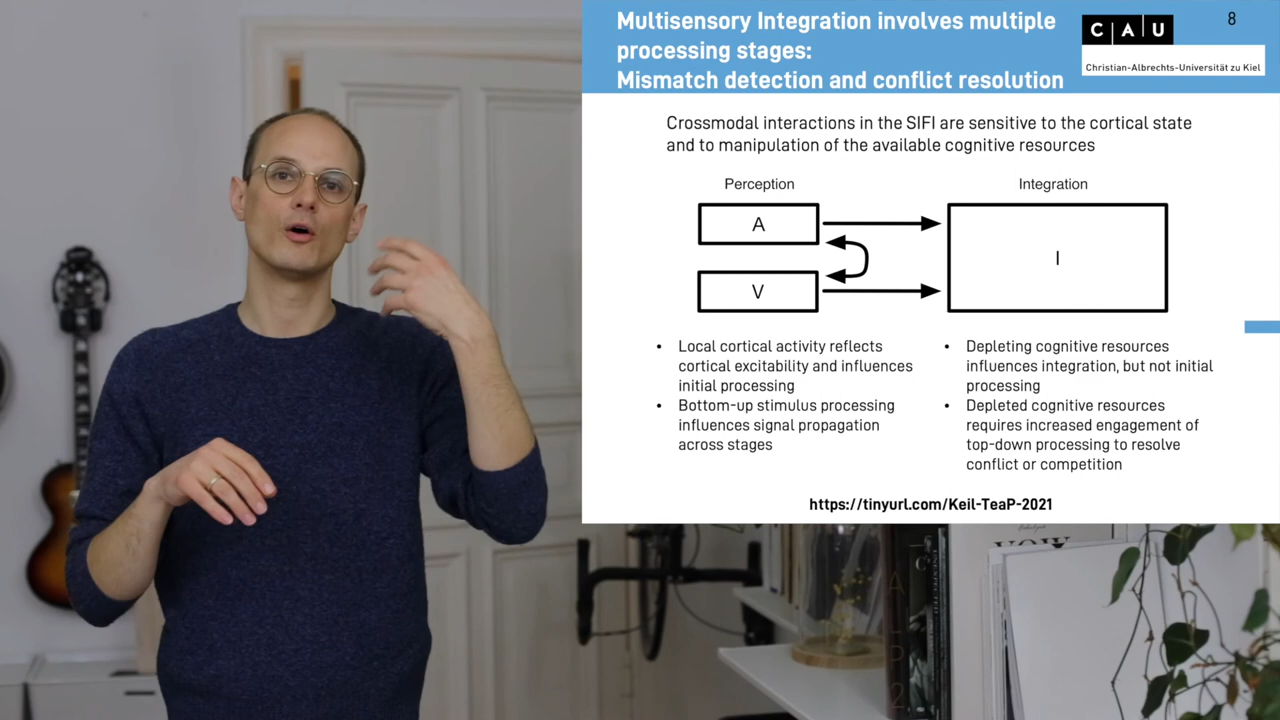 Multisensory Integration involves multiple
processing stages:
Mismatch detection and conflict resolution
C A U
Christian-Albrechts-Universität zu Kiel
8
Crossmodal interactions in the SIFI are sensitive to the cortical state
and to manipulation of the available cognitive resources
Perception
Integration
A
V
I
• Local cortical activity reflects
cortical excitability and influences
initial processing
• Bottom-up stimulus processing
influences signal propagation
across stages
• Depleting cognitive resources
influences integration, but not initial
processing
• Depleted cognitive resources
requires increased engagement of
top-down processing to resolve
conflict or competition
https://tinyurl.com/Keil-TeaP-2021